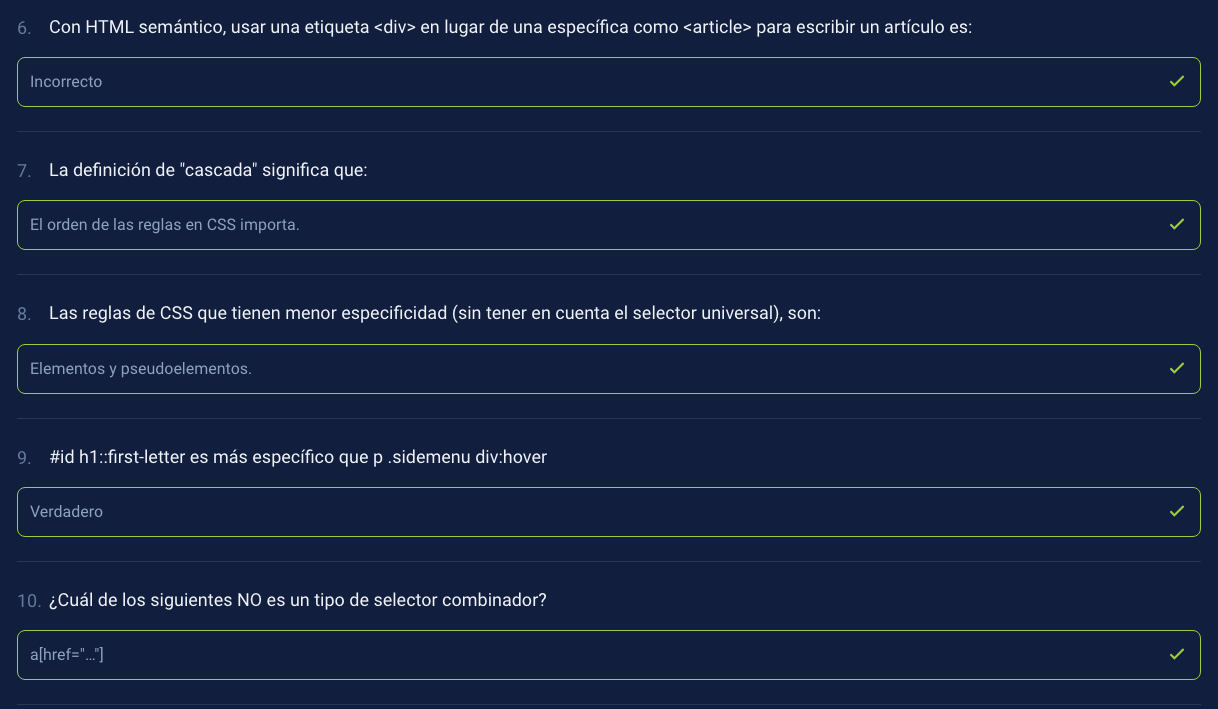 6. Con HTML semántico, usar una etiqueta <div> en lugar de una específica como <article> para escribir un artículo es:
Incorrecto
7. La definición de "cascada" significa que:
El orden de las reglas en CSS importa.
8. Las reglas de CSS que tienen menor especificidad (sin tener en cuenta el selector universal), son:
Elementos y pseudoelementos.
9. #id h1::first-letter es más específico que p .sidemenu div:hover
Verdadero
10. ¿Cuál de los siguientes NO es un tipo de selector combinador?
a[href="..."]